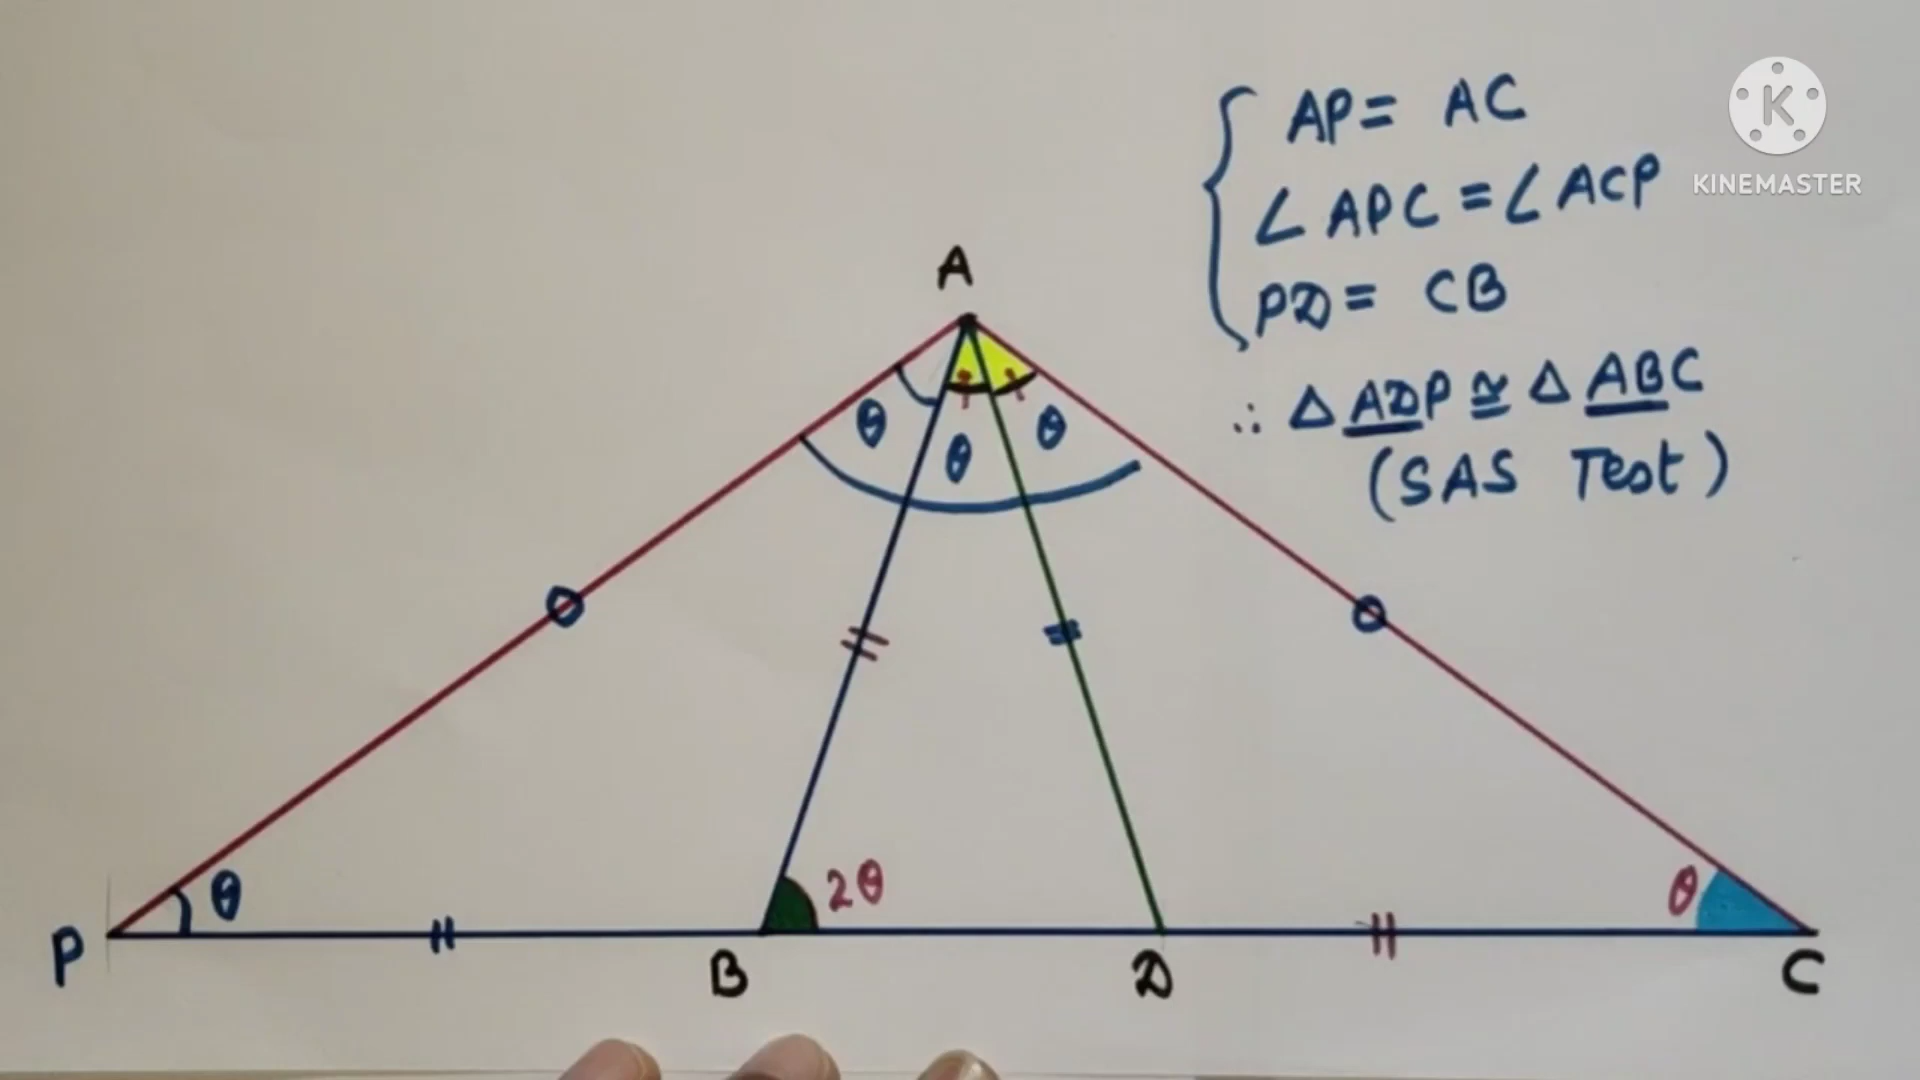 AP = AC
K
KINEMASTER
∠APC = ∠ACP
PD = CB
∴ △ADP ≅ △ABC
(SAS Test)
A
θ
θ
θ
θ
2θ
θ
P
B
D
C